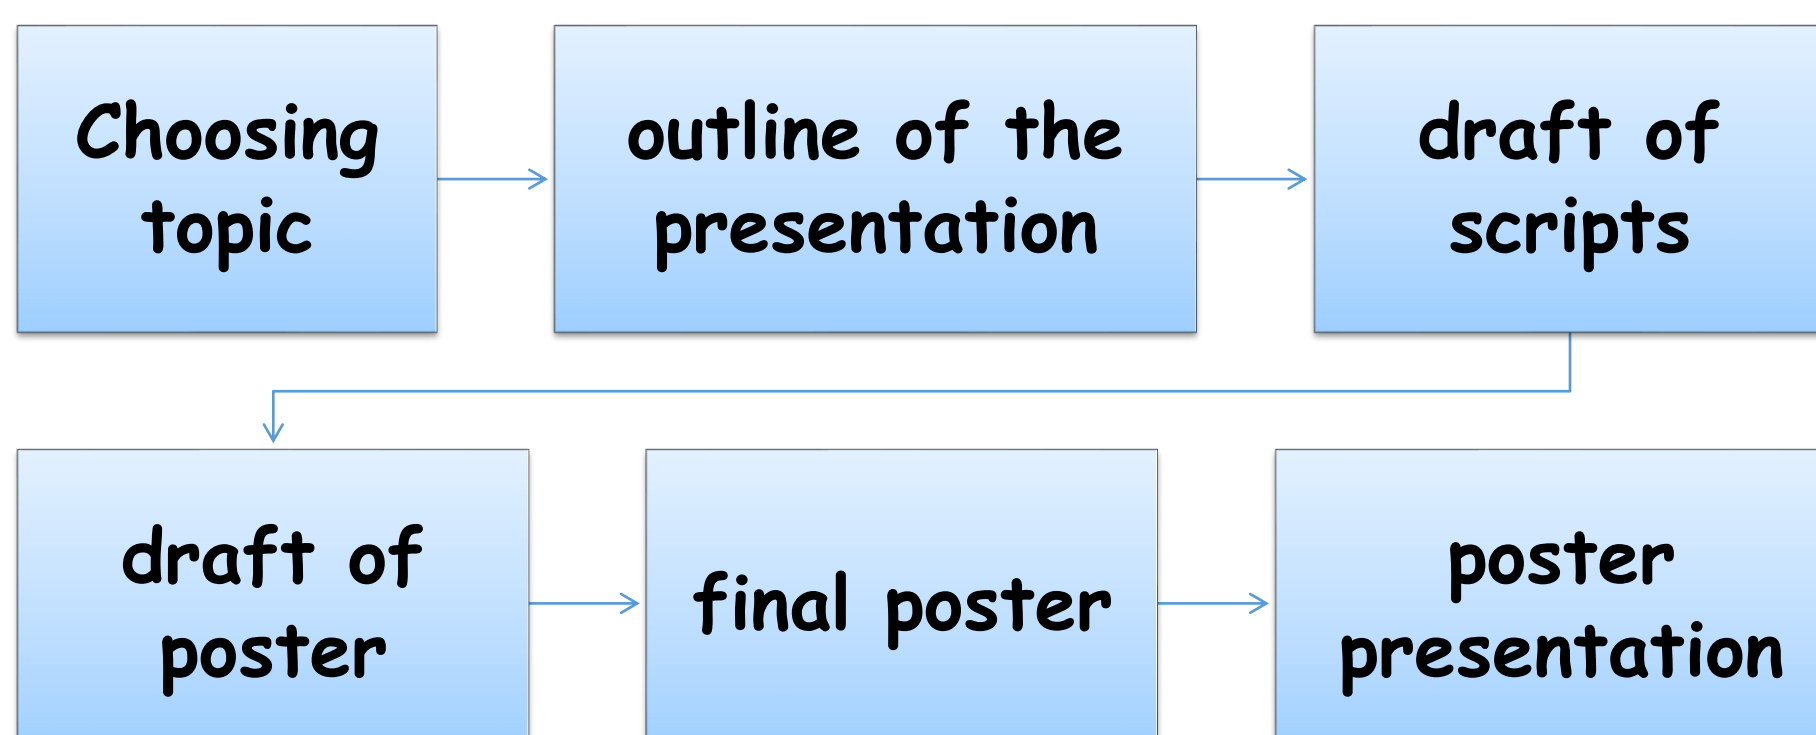 Choosing
topic
outline of the
presentation
draft of
scripts
draft of
poster
final poster
poster
presentation